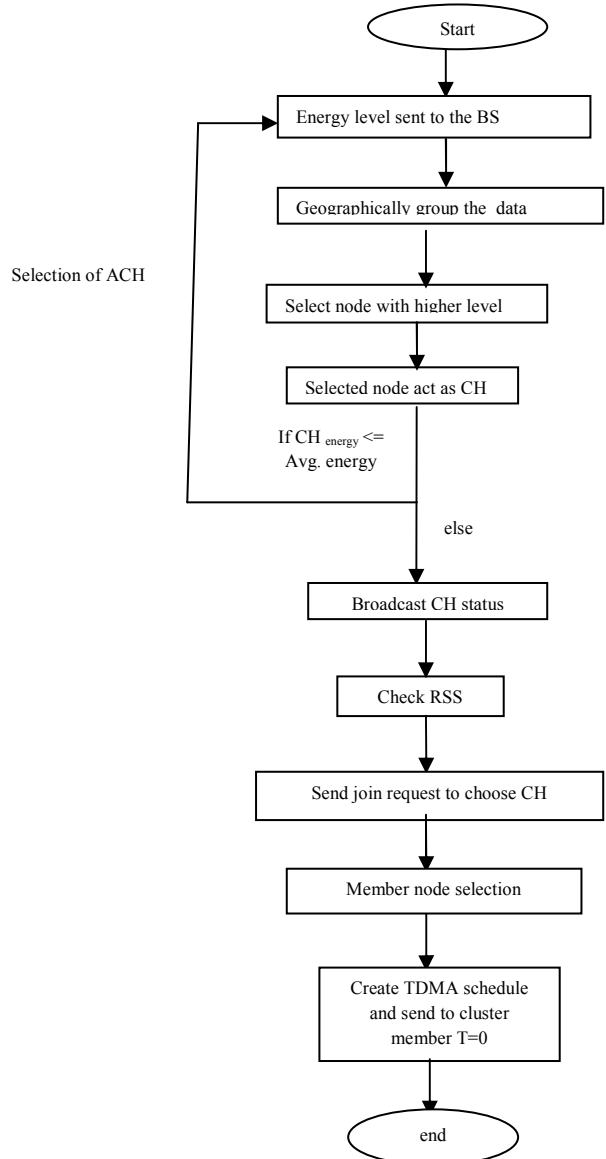 Start
Energy level sent to the BS
Geographically group the data
Selection of ACH
Select node with higher level
Selected node act as CH
If CH energy <=
Avg. energy
else
Broadcast CH status
Check RSS
Send join request to choose CH
Member node selection
Create TDMA schedule
and send to cluster
member T=0
end